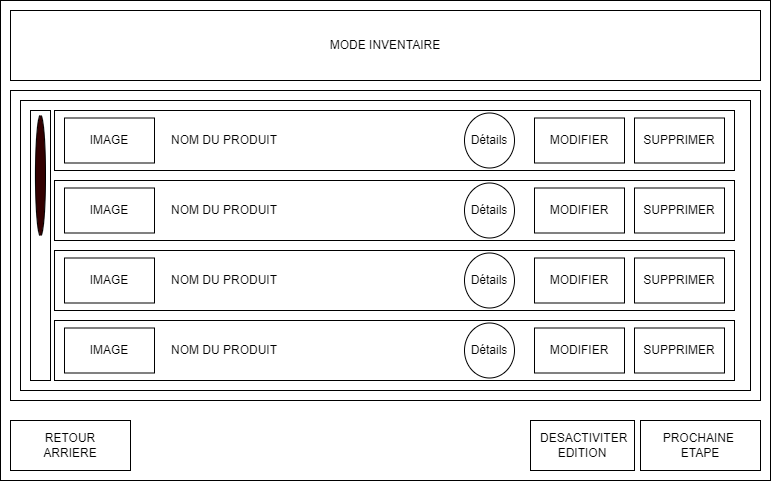 MODE INVENTAIRE
IMAGE NOM DU PRODUIT Détails MODIFIER SUPPRIMER
IMAGE NOM DU PRODUIT Détails MODIFIER SUPPRIMER
IMAGE NOM DU PRODUIT Détails MODIFIER SUPPRIMER
IMAGE NOM DU PRODUIT Détails MODIFIER SUPPRIMER
RETOUR
ARRIERE
DESACTIVITER
EDITION
PROCHAINE
ETAPE